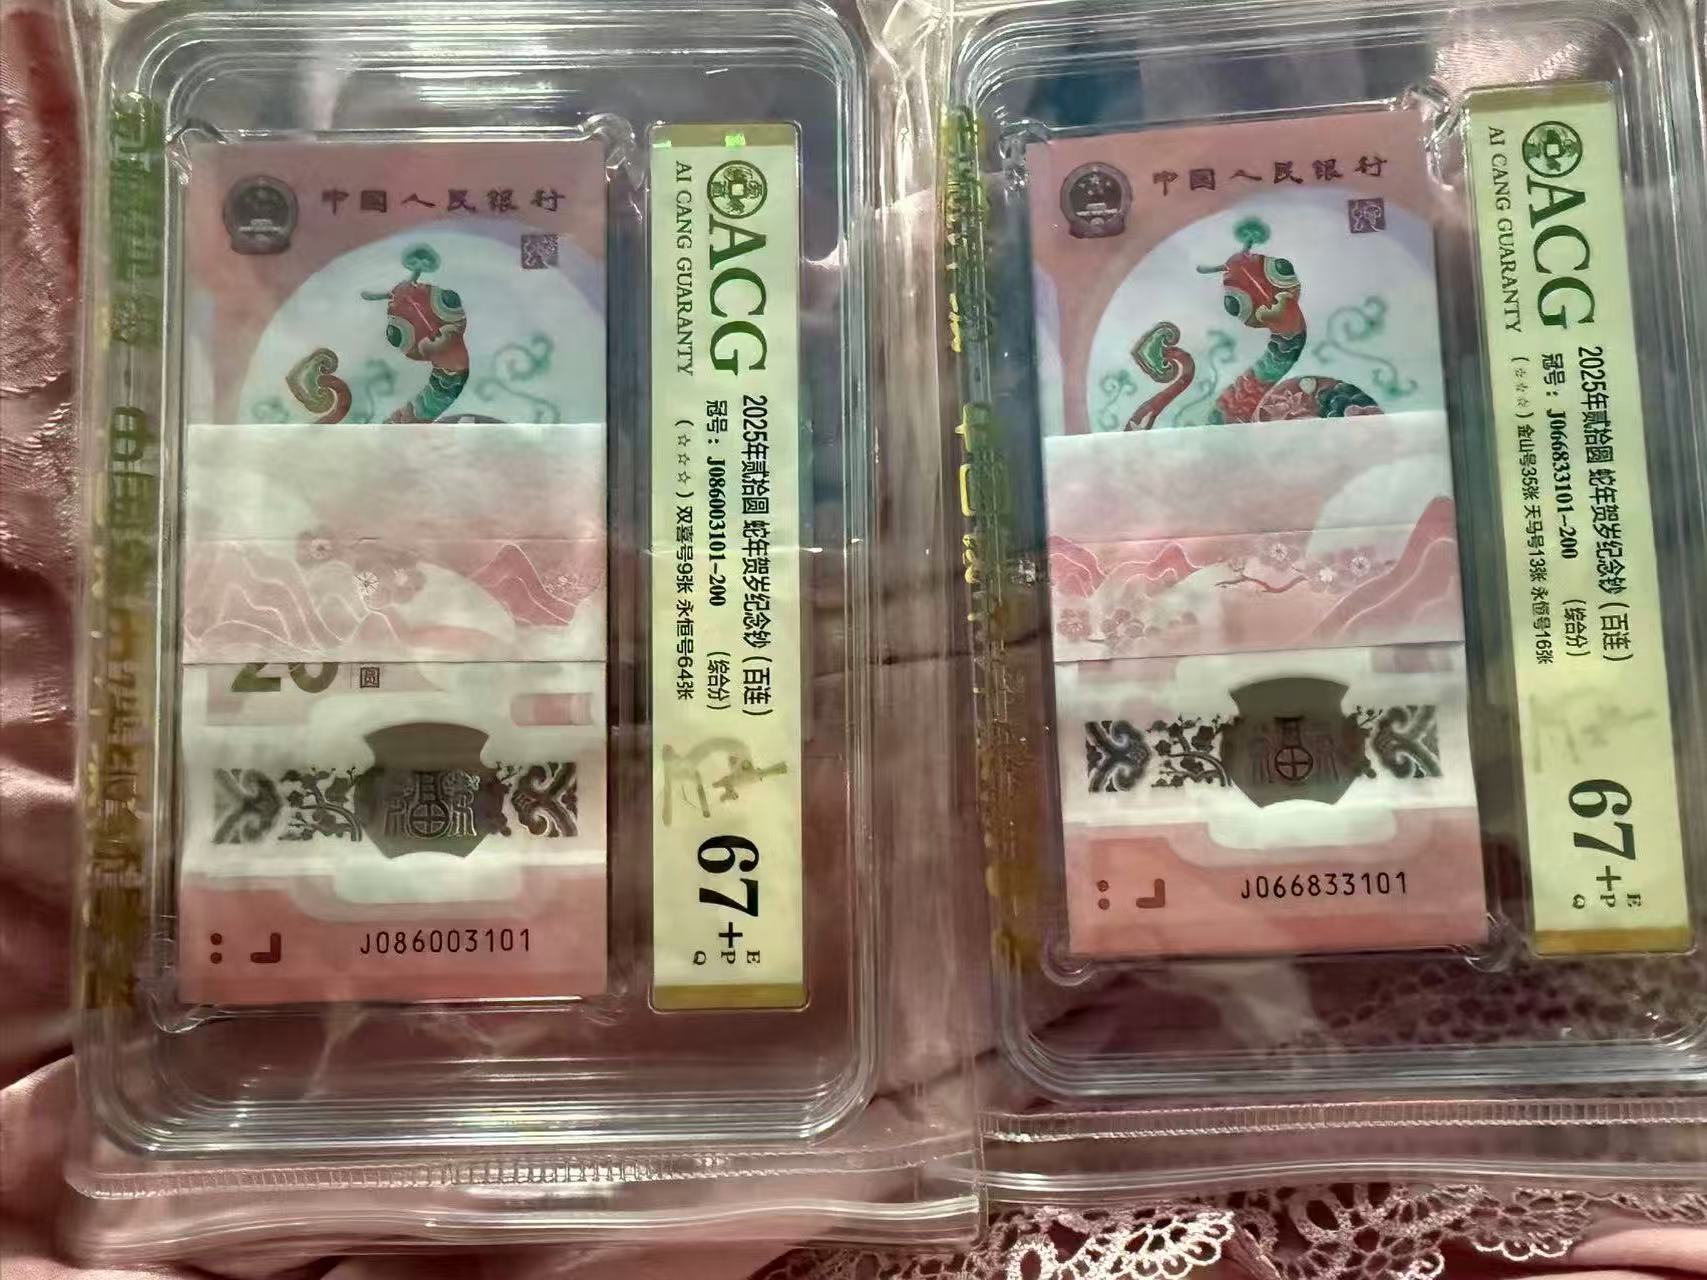 中国人民银行
20 圆
J086003101
ACG
AI CANG GUARANTY
2025年贰拾圆 蛇年贺岁纪念钞（百连）
冠号：J086003101-200 （综合分）
（☆☆☆）双喜号9张 永恒号64张
67+
E
P
Q
中国人民银行
J066833101
ACG
AI CANG GUARANTY
2025年贰拾圆 蛇年贺岁纪念钞（百连）
冠号：J066833101-200 （综合分）
（☆☆☆）金山号35张 天马号13张 永恒号16张
67+
E
P
Q